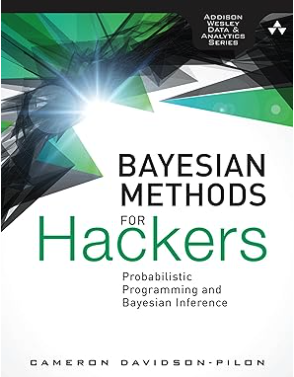 ADDISON
WESLEY
DATA &
ANALYTICS
SERIES
BAYESIAN
METHODS
FOR
Hackers
Probabilistic
Programming and
Bayesian Inference
CAMERON DAVIDSON-PILON